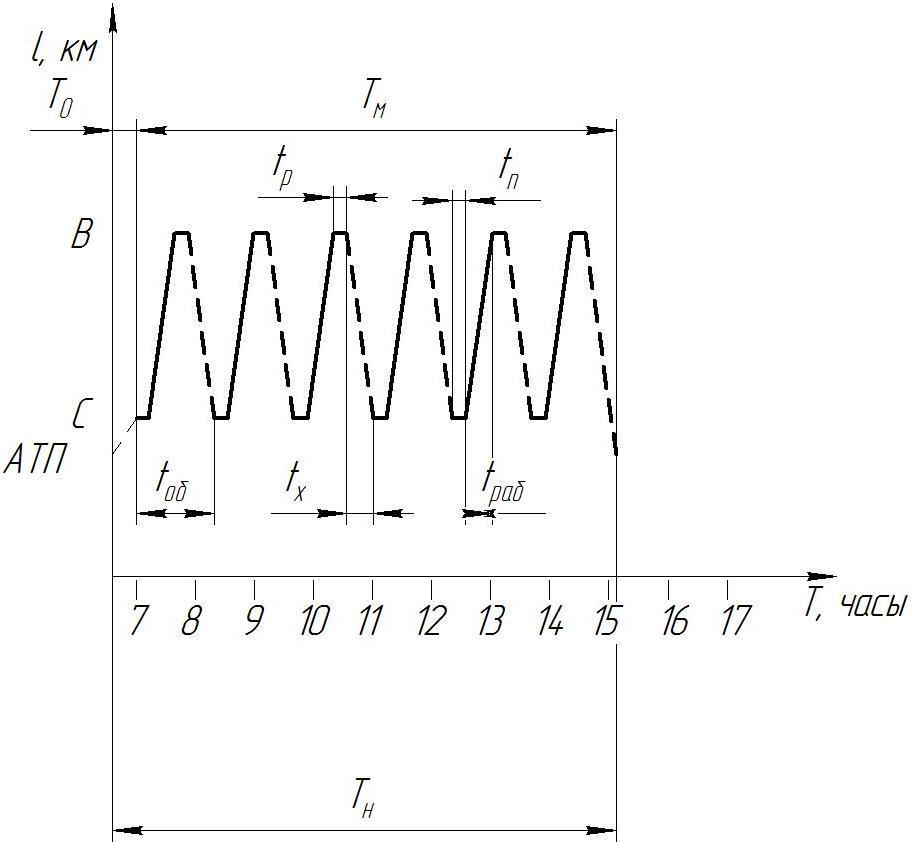 l, км
T₀ Tм
tр tп
В
С
АТП
tоб tх tраб
7 8 9 10 11 12 13 14 15 16 17
T, часы
Tн